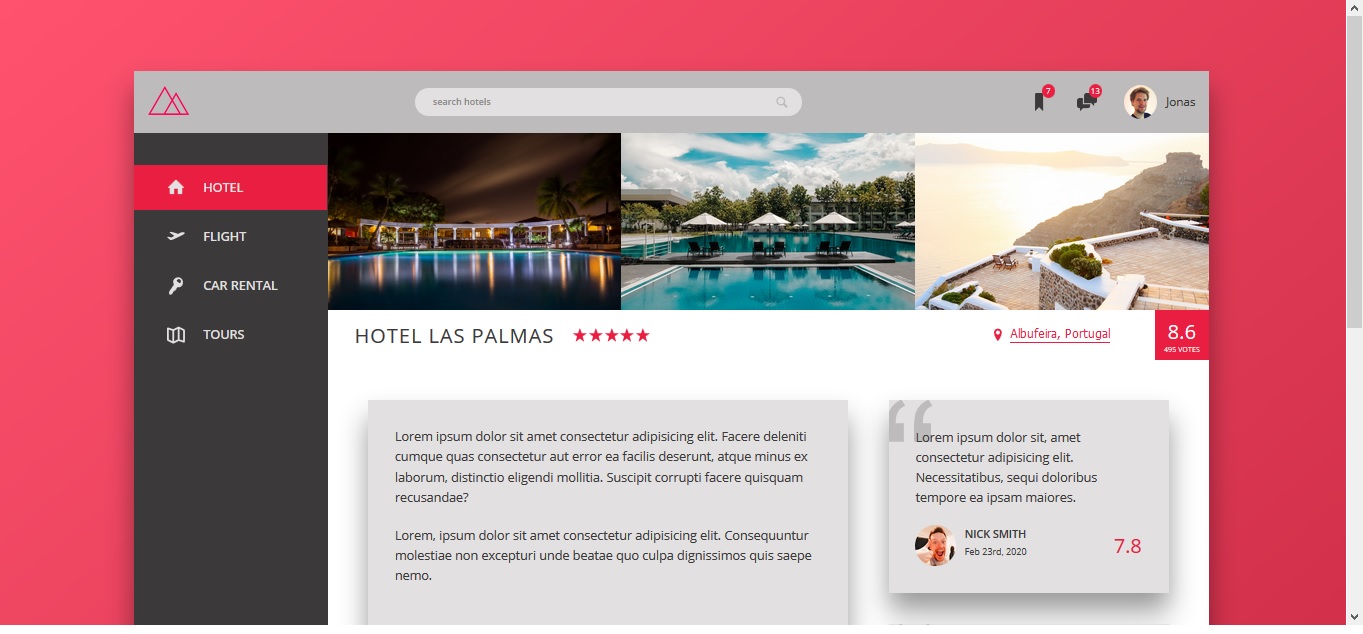 search hotels
7
13
Jonas
HOTEL
FLIGHT
CAR RENTAL
TOURS
HOTEL LAS PALMAS
Albufeira, Portugal
8.6
495 VOTES
Lorem ipsum dolor sit amet consectetur adipisicing elit. Facere deleniti
cumque quas consectetur aut error ea facilis deserunt, atque minus ex
laborum, distinctio eligendi mollitia. Suscipit corrupti facere quisquam
recusandae?
Lorem, ipsum dolor sit amet consectetur adipisicing elit. Consequuntur
molestiae non excepturi unde beatae quo culpa dignissimos quis saepe
nemo.
“
Lorem ipsum dolor sit, amet
consectetur adipisicing elit.
Necessitatibus, sequi doloribus
tempore ea ipsam maiores.
NICK SMITH
Feb 23rd, 2020
7.8